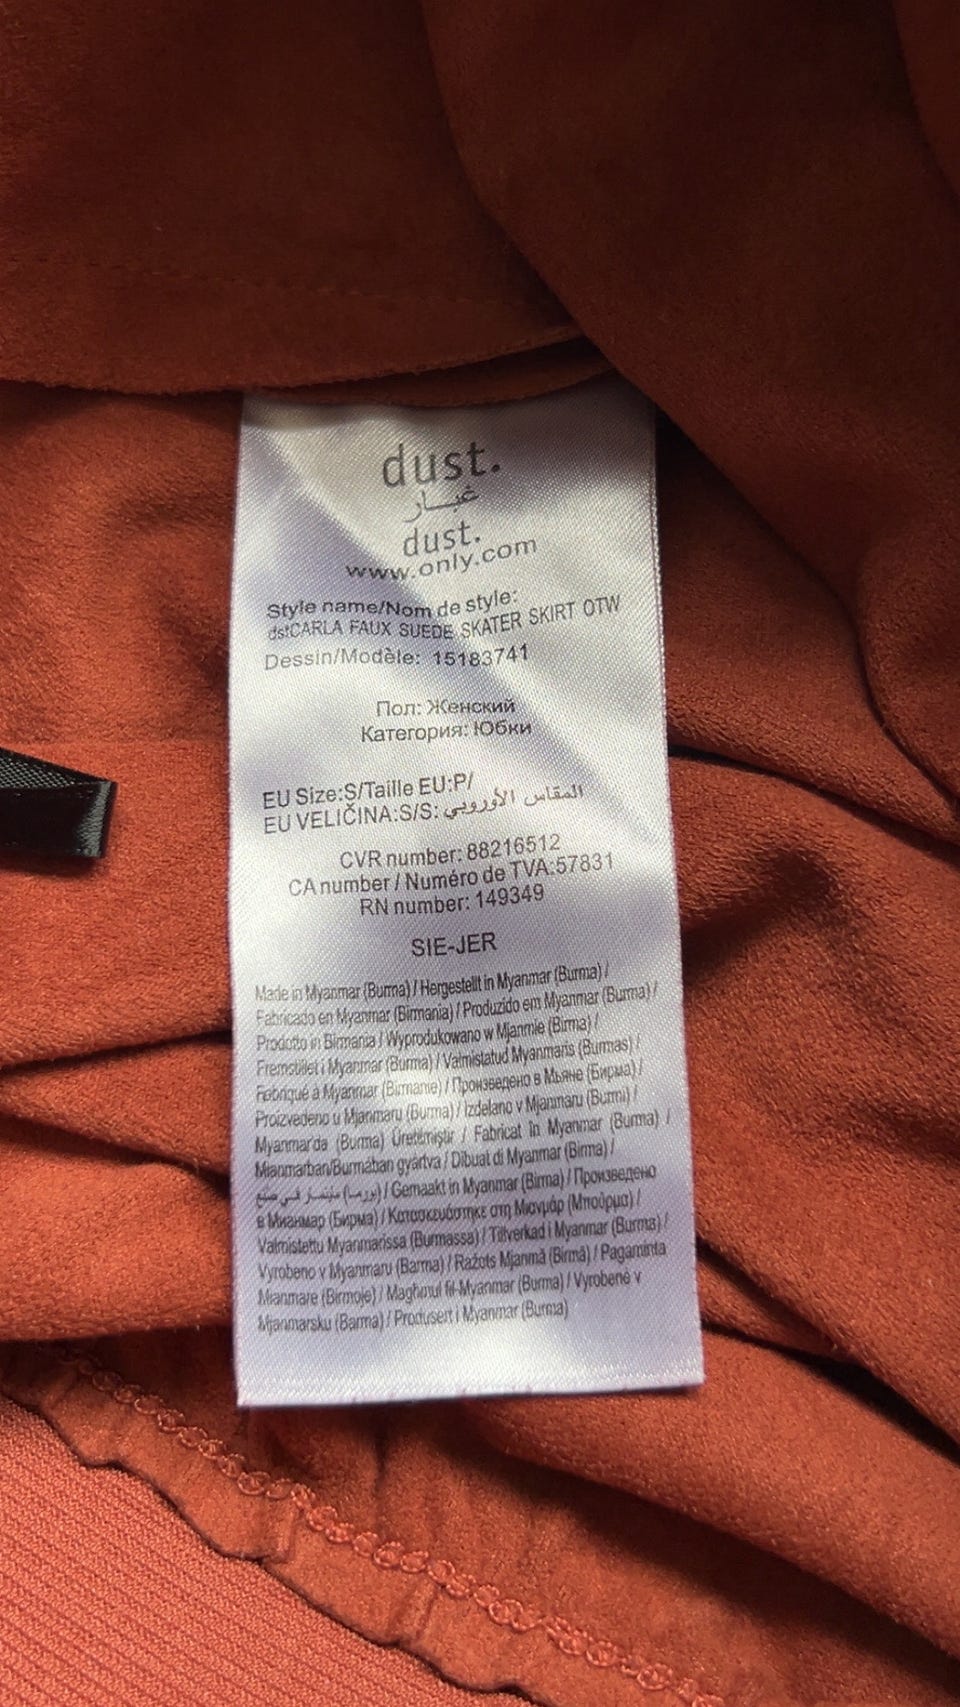 dust.
غبار
dust.
www.only.com
Style name/Nom de style:
dstCARLA FAUX SUEDE SKATER SKIRT OTW
Dessin/Modèle: 15183741
Пол: Женский
Категория: Юбки
EU Size:S/Taille EU:P/
EU VELIČINA:S/S: المقاس الأوروبي
CVR number: 88216512
CA number / Numéro de TVA:57831
RN number: 149349
SIE-JER
Made in Myanmar (Burma) / Hergestellt in Myanmar (Burma) /
Fabricado en Myanmar (Birmania) / Produzido em Myanmar (Burma) /
Prodotto in Birmania / Wyprodukowano w Mjanmie (Birma) /
Fremstillet i Myanmar (Burma) / Valmistatud Myanmaris (Burmas) /
Fabriqué à Myanmar (Birmanie) / Произведено в Мьяне (Бирма) /
Proizvedeno u Mjanmaru (Burma) / Izdelano v Mjanmaru (Burmi) /
Myanmar'da (Burma) Üretilmiştir / Fabricat în Myanmar (Burma) /
Mianmarban/Burmában gyártva / Dibuat di Myanmar (Birma) /
صنع في ميانمار (بورما) / Gemaakt in Myanmar (Birma) / Произведено
в Мианмар (Бирма) / Κατασκευάστηκε στη Μιανμάρ (Μπούρμα) /
Valmistettu Myanmarissa (Burmassa) / Tillverkad i Myanmar (Burma) /
Vyrobeno v Myanmaru (Barma) / Ražots Mjanmā (Birmā) / Pagaminta
Mianmare (Birmoje) / Magħmul fil-Myanmar (Burma) / Vyrobené v
Mjanmarsku (Barma) / Produsert i Myanmar (Burma)